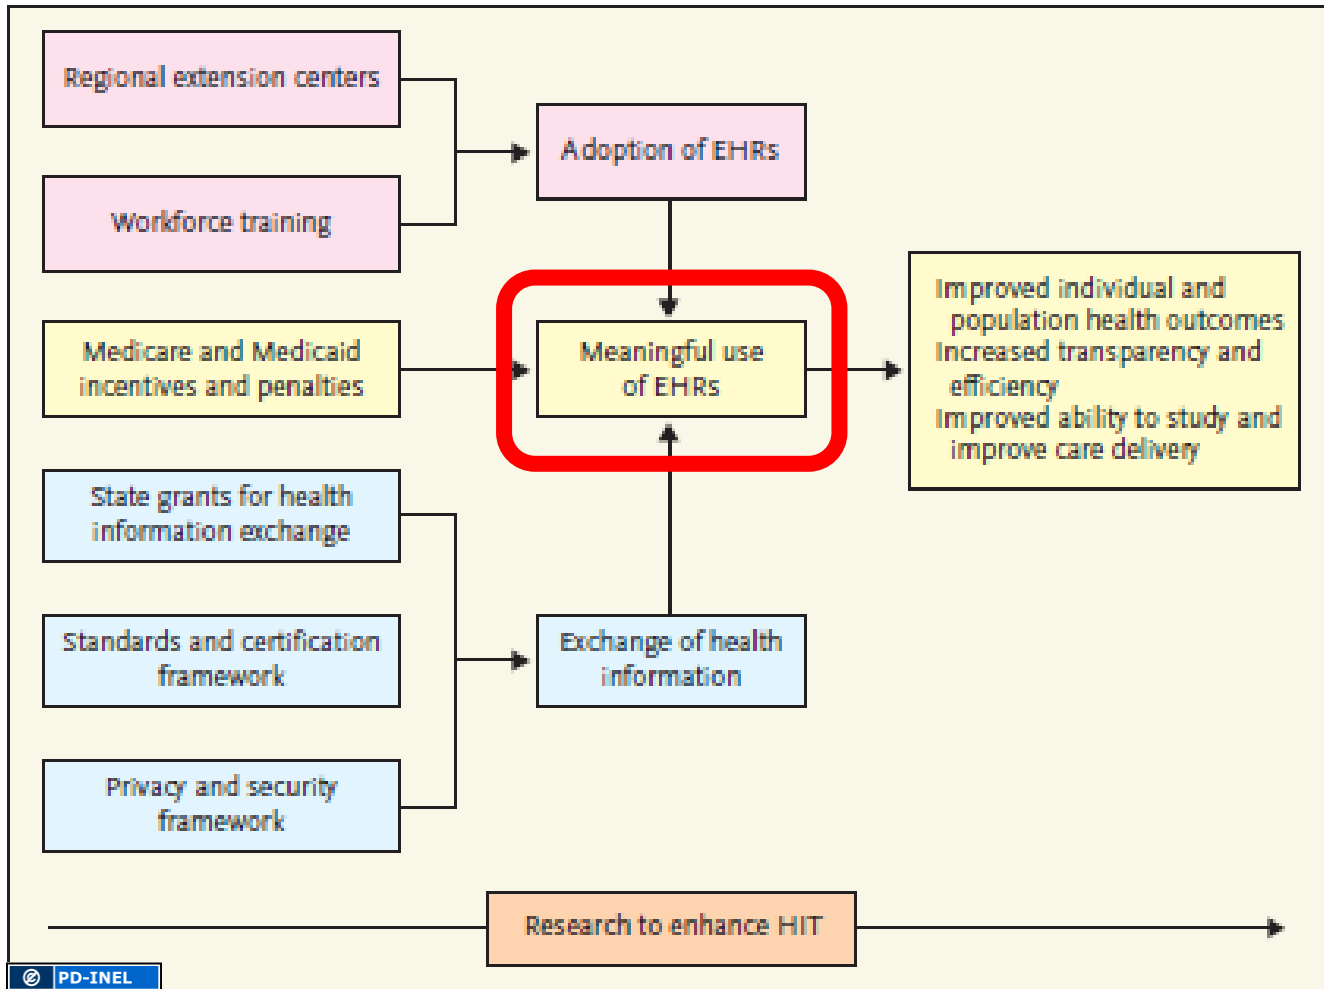 Regional extension centers
Workforce training
Adoption of EHRs
Medicare and Medicaid
incentives and penalties
Meaningful use
of EHRs
Improved individual and
population health outcomes
Increased transparency and
efficiency
Improved ability to study and
improve care delivery
State grants for health
information exchange
Standards and certification
framework
Exchange of health
information
Privacy and security
framework
Research to enhance HIT
PD-INEL